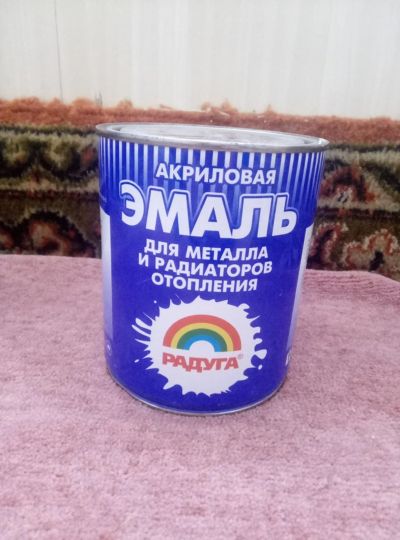 АКРИЛОВАЯ
ЭМАЛЬ
ДЛЯ МЕТАЛЛА
И РАДИАТОРОВ
ОТОПЛЕНИЯ
РАДУГА®